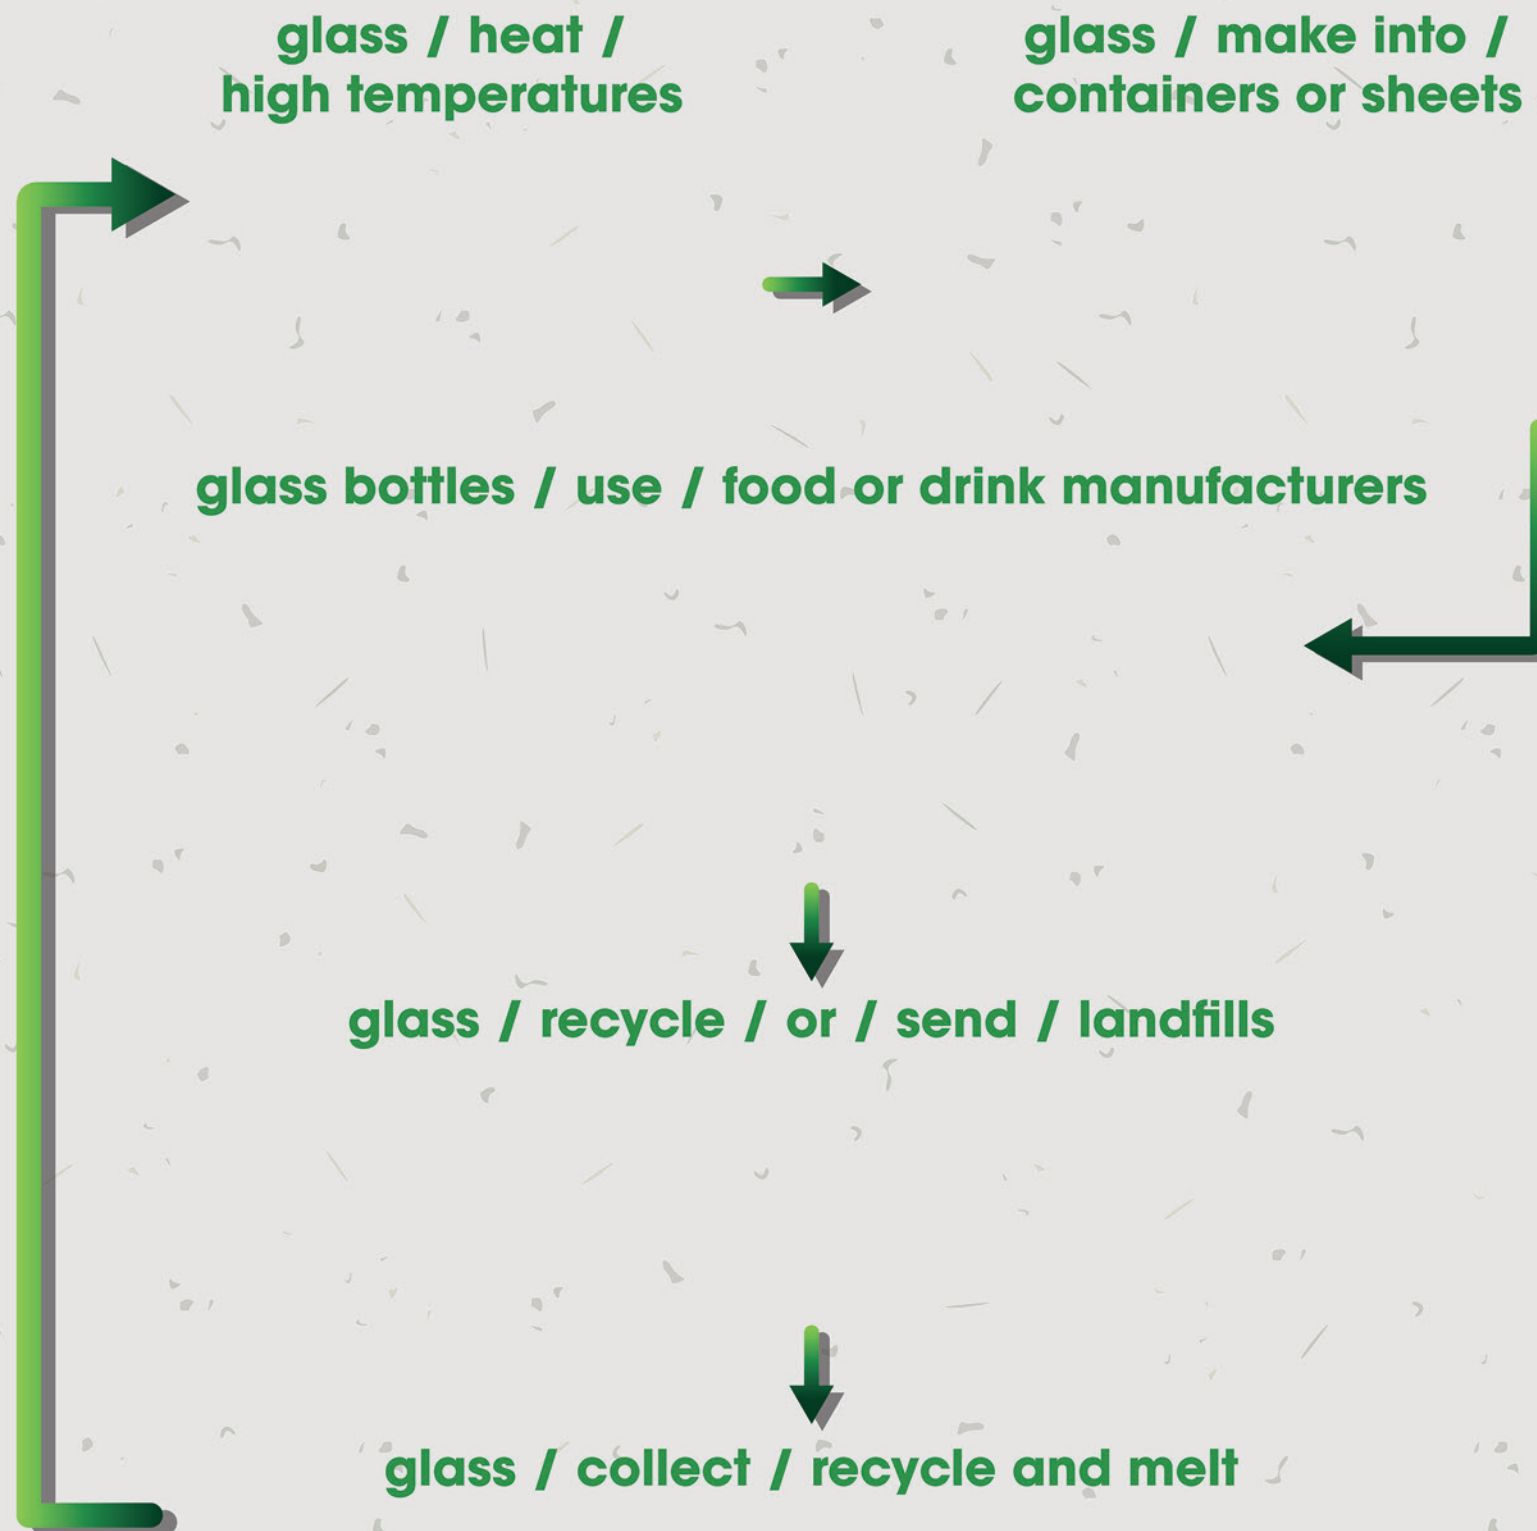 glass / heat /
high temperatures
glass / make into /
containers or sheets
glass bottles / use / food or drink manufacturers
glass / recycle / or / send / landfills
glass / collect / recycle and melt